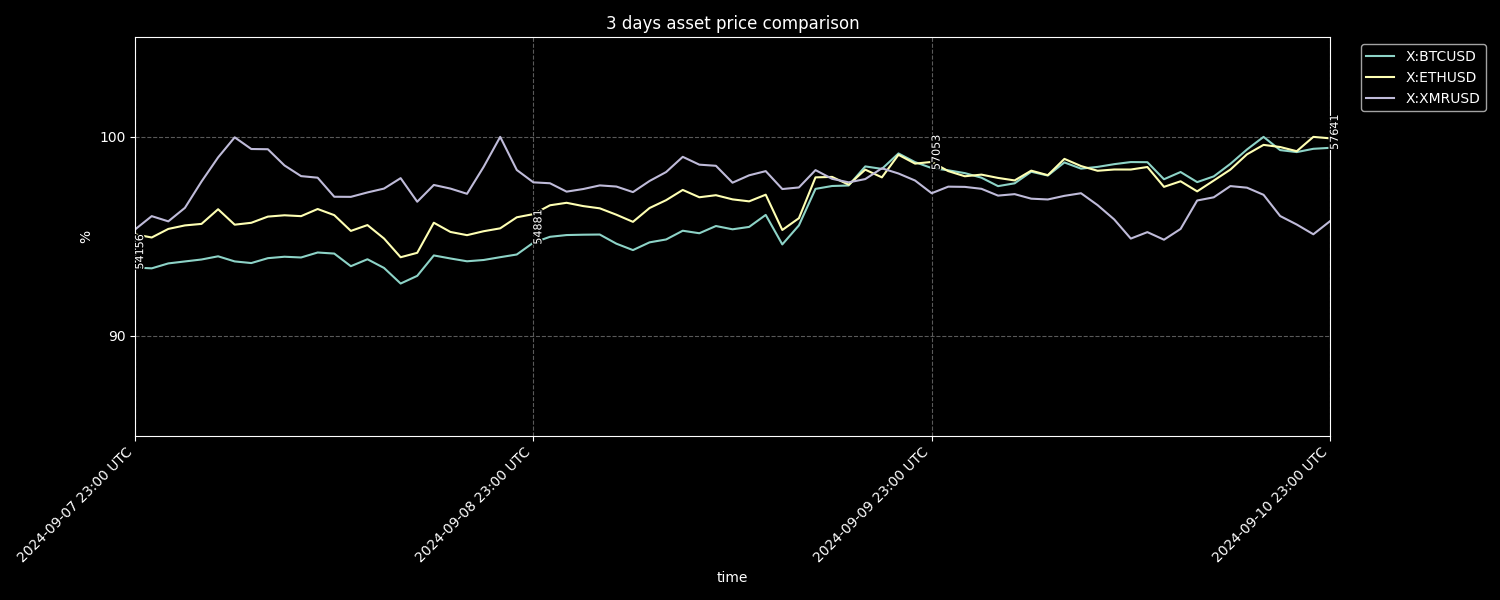 3 days asset price comparison
X:BTCUSD
X:ETHUSD
X:XMRUSD
%
100
90
54156
54881
57053
57641
2024-09-07 23:00 UTC
2024-09-08 23:00 UTC
2024-09-09 23:00 UTC
2024-09-10 23:00 UTC
time